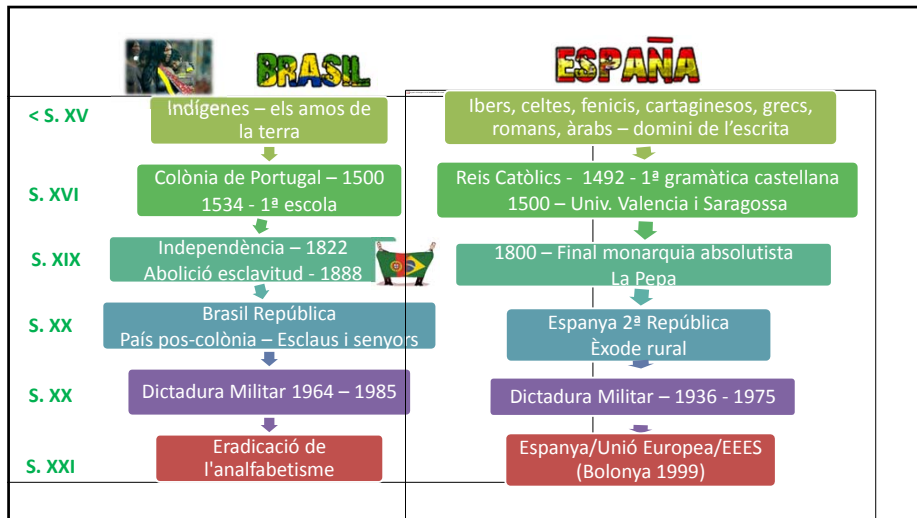 BRASIL
ESPAÑA
< S. XV
Indígenes – els amos de
la terra
Ibers, celtes, fenicis, cartaginesos, grecs,
romans, àrabs – domini de l'escrita
S. XVI
Colònia de Portugal – 1500
1534 - 1ª escola
Reis Catòlics - 1492 - 1ª gramàtica castellana
1500 – Univ. Valencia i Saragossa
S. XIX
Independència – 1822
Abolició esclavitud - 1888
1800 – Final monarquia absolutista
La Pepa
S. XX
Brasil República
País pos-colònia – Esclaus i senyors
Espanya 2ª República
Èxode rural
S. XX
Dictadura Militar 1964 – 1985
Dictadura Militar – 1936 - 1975
S. XXI
Eradicació de
l'analfabetisme
Espanya/Unió Europea/EEES
(Bolonya 1999)